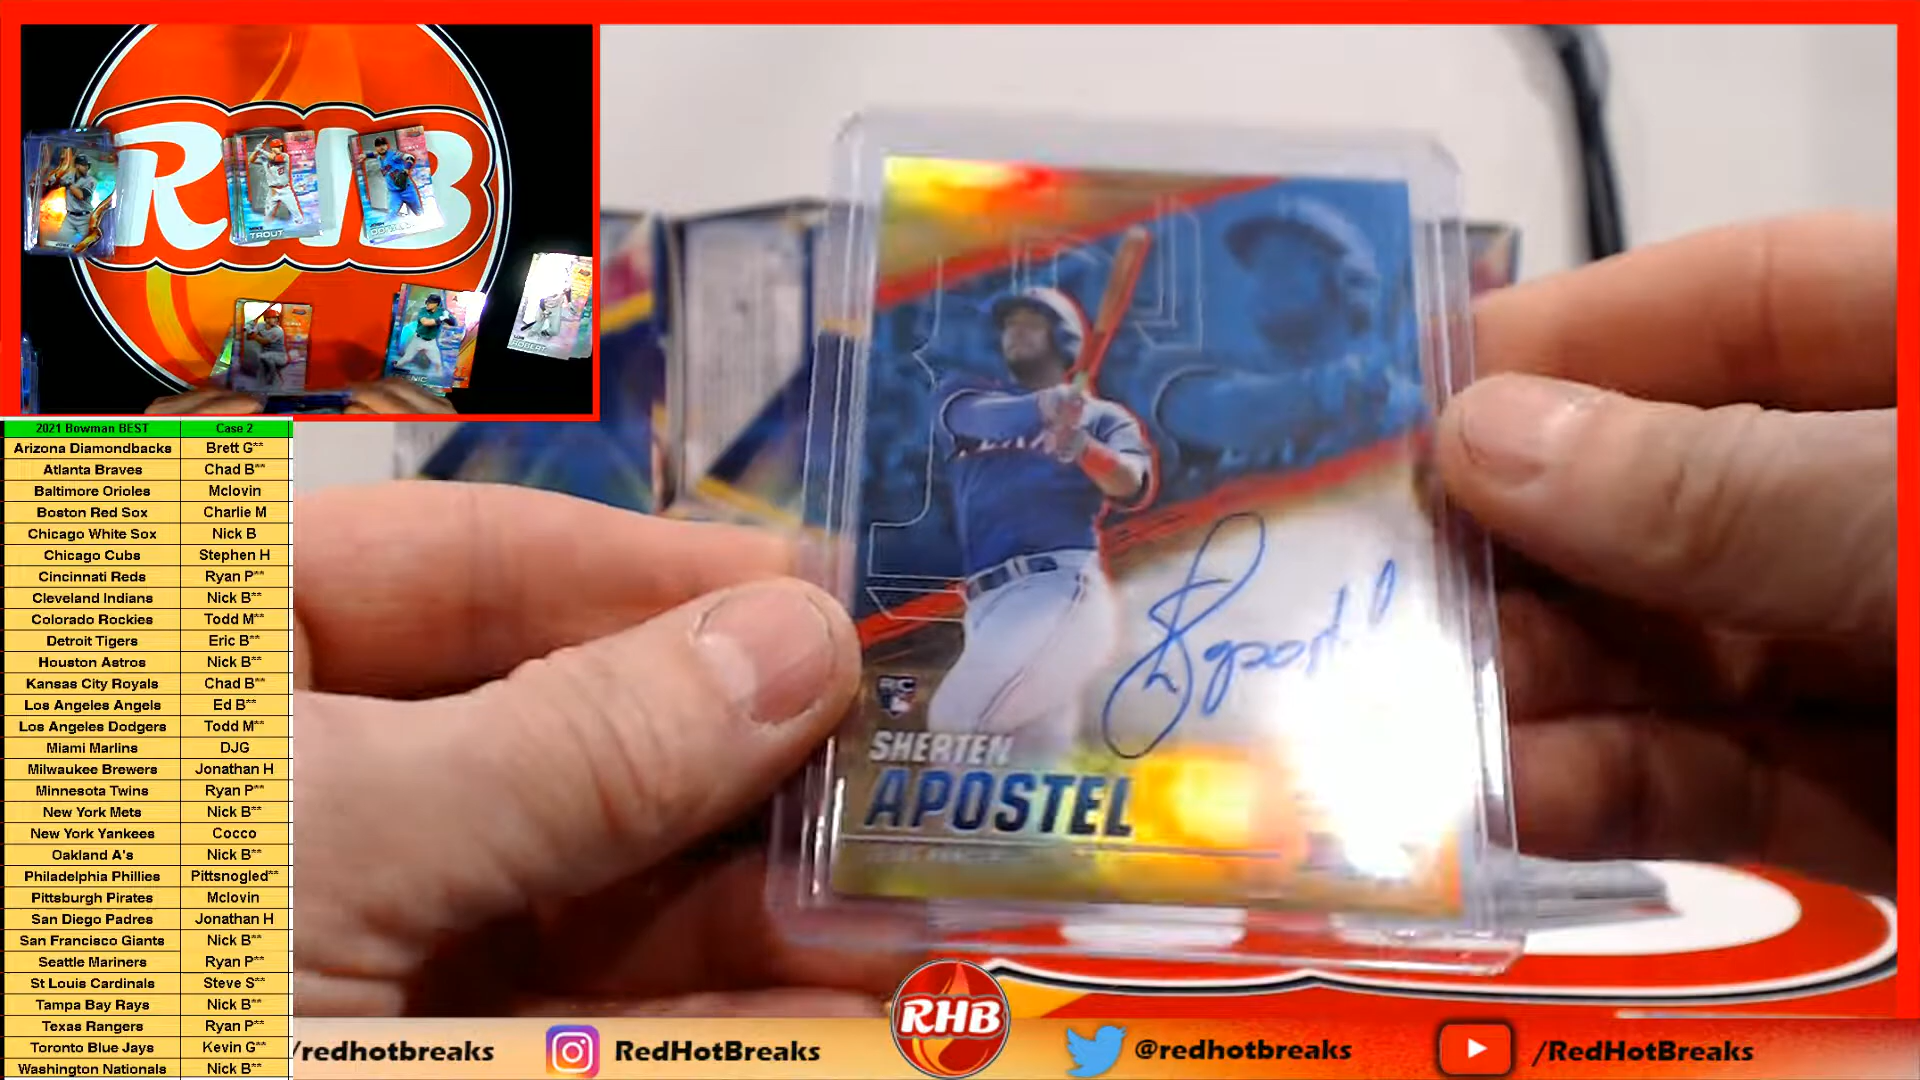 RHB
TROUT
ROBERT
2021 Bowman BEST Case 2
Arizona Diamondbacks Brett G**
Atlanta Braves Chad B**
Baltimore Orioles Mclovin
Boston Red Sox Charlie M
Chicago White Sox Nick B
Chicago Cubs Stephen H
Cincinnati Reds Ryan P**
Cleveland Indians Nick B**
Colorado Rockies Todd M**
Detroit Tigers Eric B**
Houston Astros Nick B**
Kansas City Royals Chad B**
Los Angeles Angels Ed B**
Los Angeles Dodgers Todd M**
Miami Marlins DJG
Milwaukee Brewers Jonathan H
Minnesota Twins Ryan P**
New York Mets Nick B**
New York Yankees Cocco
Oakland A's Nick B**
Philadelphia Phillies Pittsnogled**
Pittsburgh Pirates Mclovin
San Diego Padres Jonathan H
San Francisco Giants Nick B**
Seattle Mariners Ryan P**
St Louis Cardinals Steve S**
Tampa Bay Rays Nick B**
Texas Rangers Ryan P**
Toronto Blue Jays Kevin G**
Washington Nationals Nick B**
SApostel
RC
SHERTEN
APOSTEL
/redhotbreaks
RedHotBreaks
RHB
@redhotbreaks
/RedHotBreaks